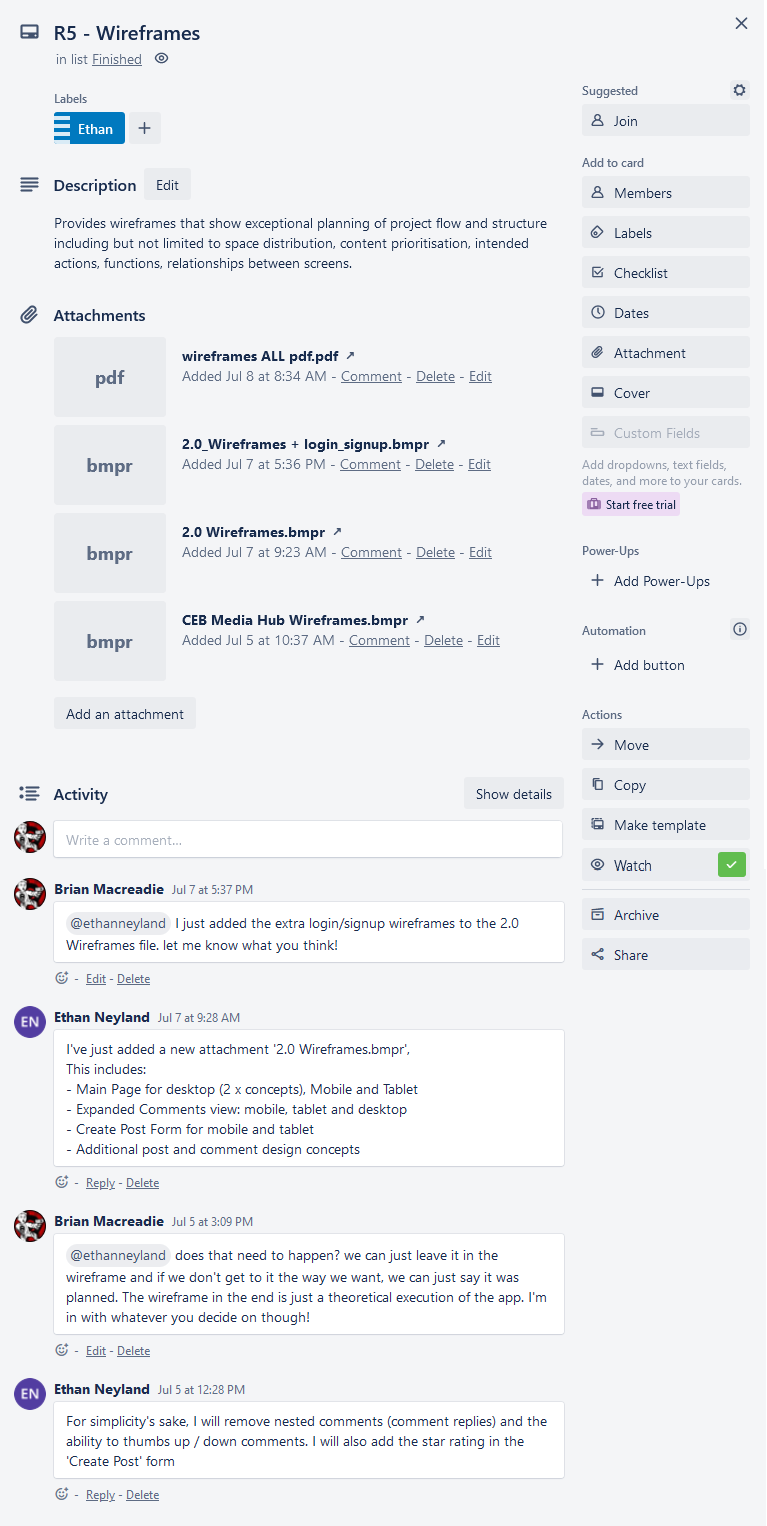 R5 - Wireframes
in list Finished
Labels
Ethan
Description Edit
Provides wireframes that show exceptional planning of project flow and structure
including but not limited to space distribution, content prioritisation, intended
actions, functions, relationships between screens.
Attachments
pdf
wireframes ALL pdf.pdf ↗
Added Jul 8 at 8:34 AM - Comment - Delete - Edit
bmpr
2.0_Wireframes + login_signup.bmpr ↗
Added Jul 7 at 5:36 PM - Comment - Delete - Edit
bmpr
2.0 Wireframes.bmpr ↗
Added Jul 7 at 9:23 AM - Comment - Delete - Edit
bmpr
CEB Media Hub Wireframes.bmpr ↗
Added Jul 5 at 10:37 AM - Comment - Delete - Edit
Add an attachment
Activity Show details
Write a comment...
Brian Macreadie Jul 7 at 5:37 PM
@ethanneyland I just added the extra login/signup wireframes to the 2.0
Wireframes file. let me know what you think!
- Edit - Delete
EN
Ethan Neyland Jul 7 at 9:28 AM
I've just added a new attachment '2.0 Wireframes.bmpr',
This includes:
- Main Page for desktop (2 x concepts), Mobile and Tablet
- Expanded Comments view: mobile, tablet and desktop
- Create Post Form for mobile and tablet
- Additional post and comment design concepts
- Reply - Delete
Brian Macreadie Jul 5 at 3:09 PM
@ethanneyland does that need to happen? we can just leave it in the
wireframe and if we don't get to it the way we want, we can just say it was
planned. The wireframe in the end is just a theoretical execution of the app. I'm
in with whatever you decide on though!
- Edit - Delete
EN
Ethan Neyland Jul 5 at 12:28 PM
For simplicity's sake, I will remove nested comments (comment replies) and the
ability to thumbs up / down comments. I will also add the star rating in the
'Create Post' form
- Reply - Delete
Suggested
Join
Add to card
Members
Labels
Checklist
Dates
Attachment
Cover
Custom Fields
Add dropdowns, text fields,
dates, and more to your cards.
Start free trial
Power-Ups
Add Power-Ups
Automation
Add button
Actions
Move
Copy
Make template
Watch
Archive
Share